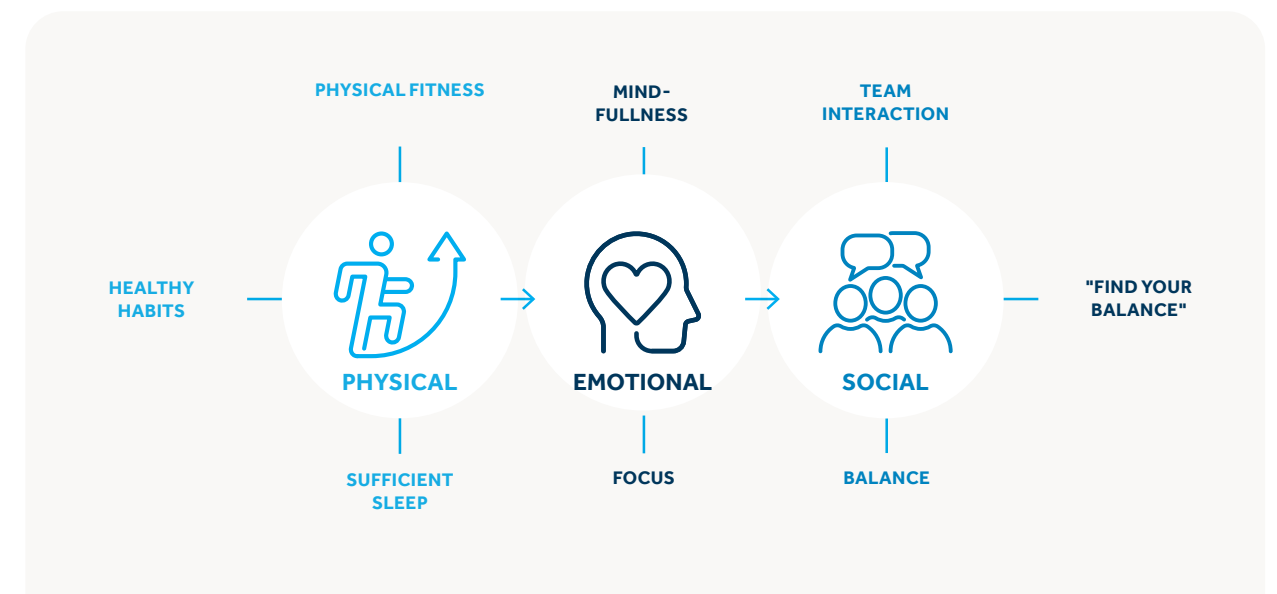 PHYSICAL FITNESS
MIND-
FULLNESS
TEAM
INTERACTION
HEALTHY
HABITS
"FIND YOUR
BALANCE"
PHYSICAL
EMOTIONAL
SOCIAL
SUFFICIENT
SLEEP
FOCUS
BALANCE